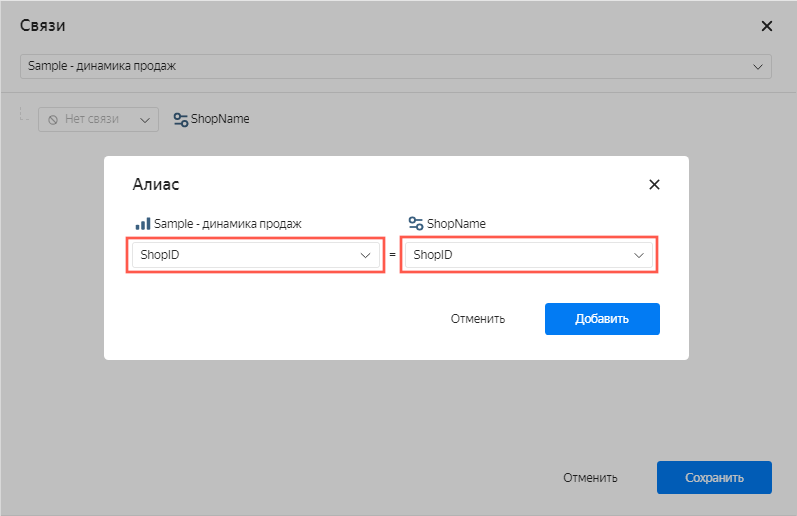 Связи
Sample - динамика продаж
Нет связи ShopName
Алиас
Sample - динамика продаж ShopName
ShopID = ShopID
Отменить Добавить
Отменить Сохранить